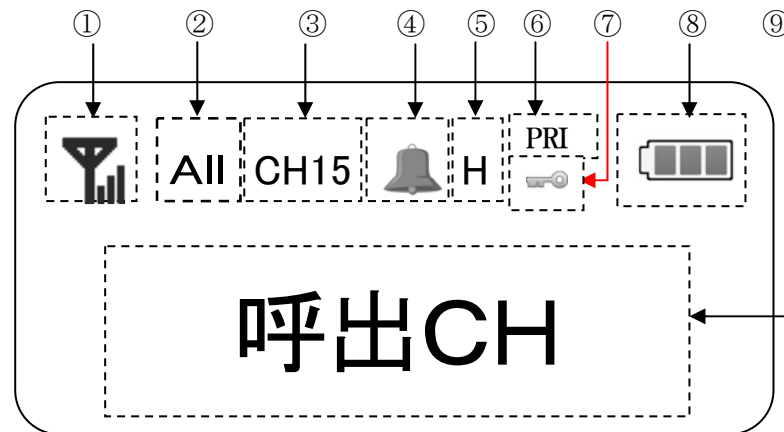 ① ② ③ ④ ⑤ ⑥ ⑦ ⑧ ⑨
PRI
All CH15 H
呼出CH